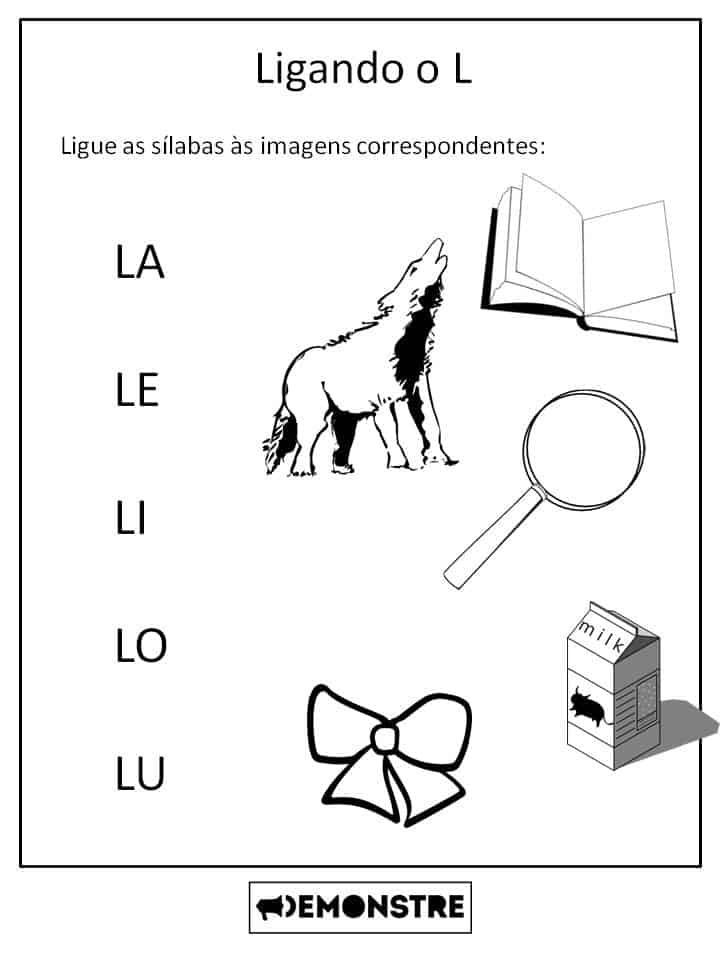 Ligando o L
Ligue as sílabas às imagens correspondentes:
LA
LE
LI
LO
milk
LU
DEMONSTRE